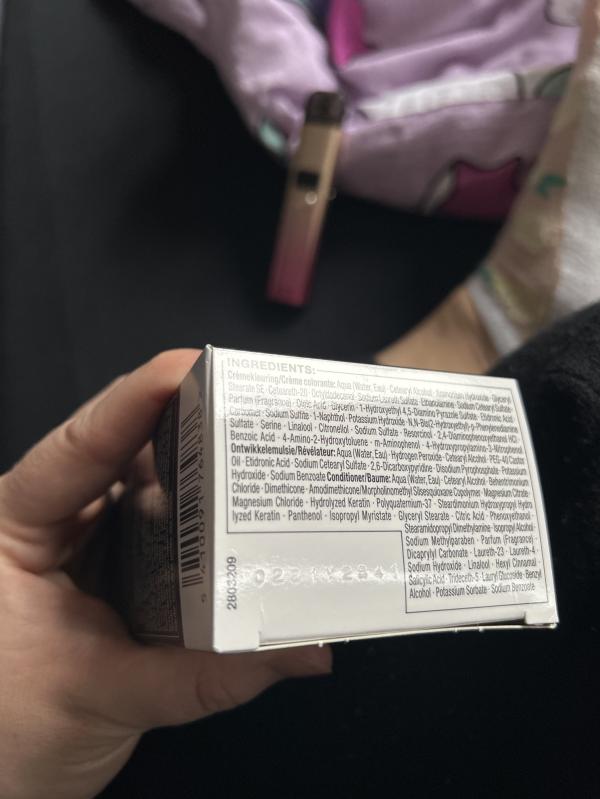 INGREDIENTS:
Crèmekleuring/Crème colorante: Aqua (Water, Eau) · Cetearyl Alcohol · Ammonium Hydroxide · Glyceryl
Stearate SE · Ceteareth-20 · Octyldodecanol · Sodium Laureth Sulfate · Ethanolamine · Sodium Cetearyl Sulfate ·
Parfum (Fragrance) · Oleic Acid · Glycerin · 1-Hydroxyethyl 4,5-Diamino Pyrazole Sulfate · Etidronic Acid ·
Carbomer · Sodium Sulfite · 1-Naphthol · Potassium Hydroxide · N,N-Bis(2-Hydroxyethyl)-p-Phenylenediamine
Sulfate · Serine · Linalool · Citronellol · Sodium Sulfate · Resorcinol · 2,4-Diaminophenoxyethanol HCl ·
Benzoic Acid · 4-Amino-2-Hydroxytoluene · m-Aminophenol · 4-Hydroxypropylamino-3-Nitrophenol
Ontwikkelemulsie/Révélateur: Aqua (Water, Eau) · Hydrogen Peroxide · Cetearyl Alcohol · PEG-40 Castor
Oil · Etidronic Acid · Sodium Cetearyl Sulfate · 2,6-Dicarboxypyridine · Disodium Pyrophosphate · Potassium
Hydroxide · Sodium Benzoate Conditioner/Baume: Aqua (Water, Eau) · Cetearyl Alcohol · Behentrimonium
Chloride · Dimethicone · Amodimethicone/Morpholinomethyl Silsesquioxane Copolymer · Magnesium Citrate ·
Magnesium Chloride · Hydrolyzed Keratin · Polyquaternium-37 · Steardimonium Hydroxypropyl Hydro
lyzed Keratin · Panthenol · Isopropyl Myristate · Glyceryl Stearate · Citric Acid · Phenoxyethanol ·
Stearamidopropyl Dimethylamine · Isopropyl Alcohol ·
Sodium Methylparaben · Parfum (Fragrance) ·
Dicaprylyl Carbonate · Laureth-23 · Laureth-4 ·
Sodium Hydroxide · Linalool · Hexyl Cinnamal ·
Salicylic Acid · Trideceth-5 · Lauryl Glucoside · Benzyl
Alcohol · Potassium Sorbate · Sodium Benzoate
2803209